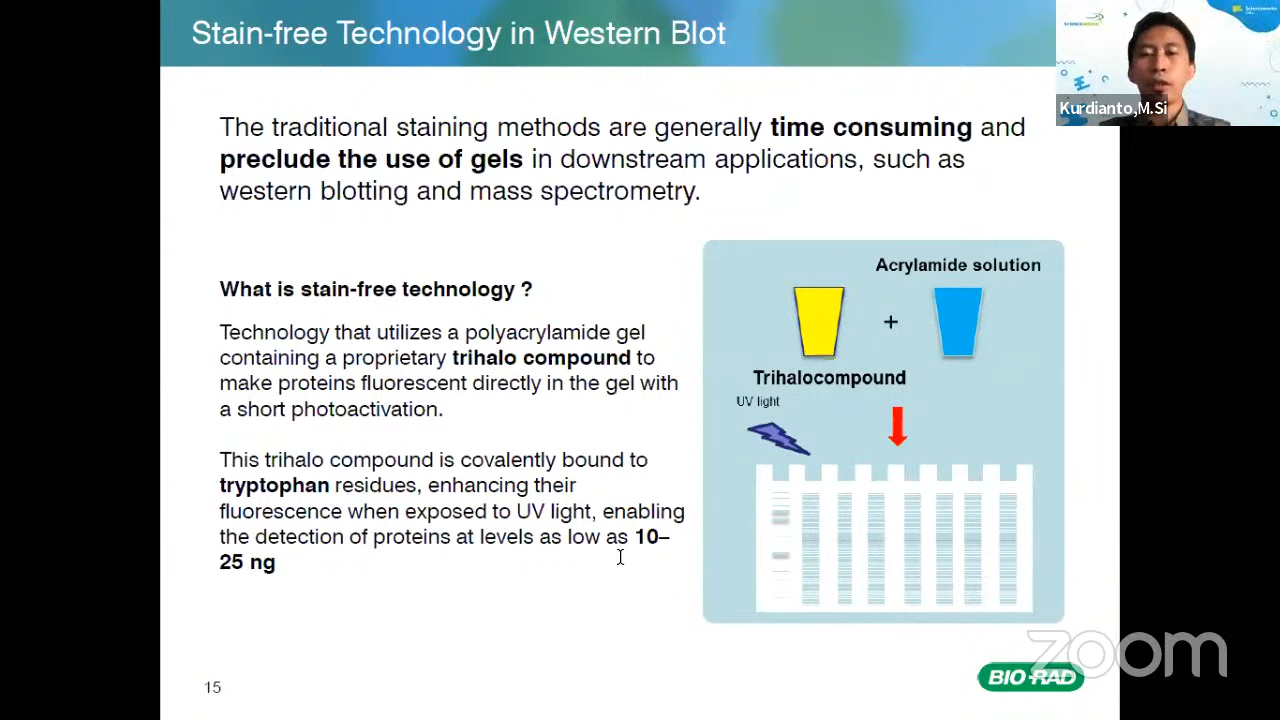 Stain-free Technology in Western Blot
Kurdianto,M.Si
The traditional staining methods are generally time consuming and
preclude the use of gels in downstream applications, such as
western blotting and mass spectrometry.
What is stain-free technology ?
Technology that utilizes a polyacrylamide gel
containing a proprietary trihalo compound to
make proteins fluorescent directly in the gel with
a short photoactivation.
This trihalo compound is covalently bound to
tryptophan residues, enhancing their
fluorescence when exposed to UV light, enabling
the detection of proteins at levels as low as 10–
25 ng
Acrylamide solution
+
Trihalocompound
UV light
15
BIO-RAD
zoom